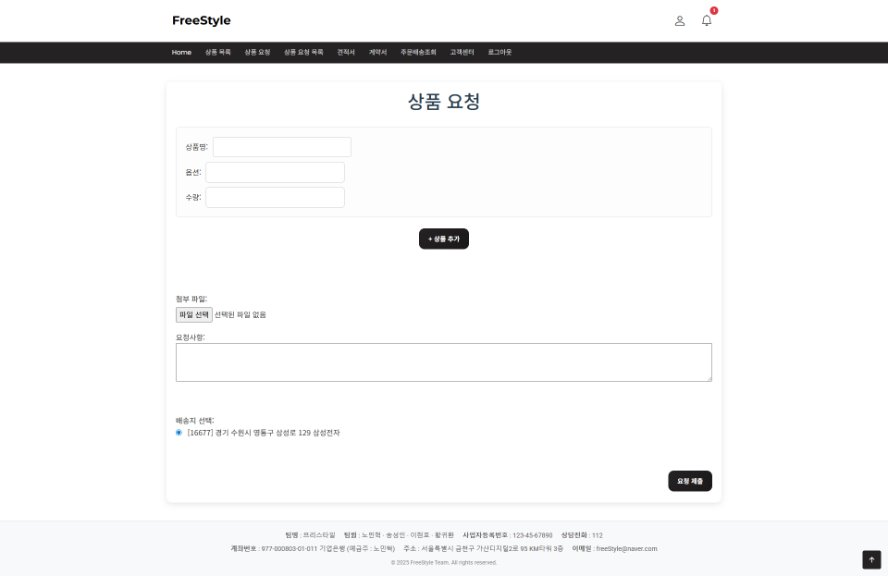 FreeStyle
3
Home 상품 목록 상품 요청 상품 요청 목록 견적서 계약서 주문배송조회 고객센터 로그아웃
상품 요청
상품명:
옵션:
수량:
+ 상품 추가
첨부 파일:
파일 선택 선택된 파일 없음
요청사항:
배송지 선택:
[16677] 경기 수원시 영통구 삼성로 129 삼성전자
요청 제출
팀명 : 프리스타일 팀원 : 노민혁 · 송성민 · 이현호 · 황귀환 사업자등록번호 : 123-45-67890 상담전화 : 112
계좌번호 : 977-000803-01-011 기업은행 (예금주 : 노민혁) 주소 : 서울특별시 금천구 가산디지털2로 95 KM타워 3층 이메일 : freeStyle@naver.com
© 2025 FreeStyle Team. All rights reserved.